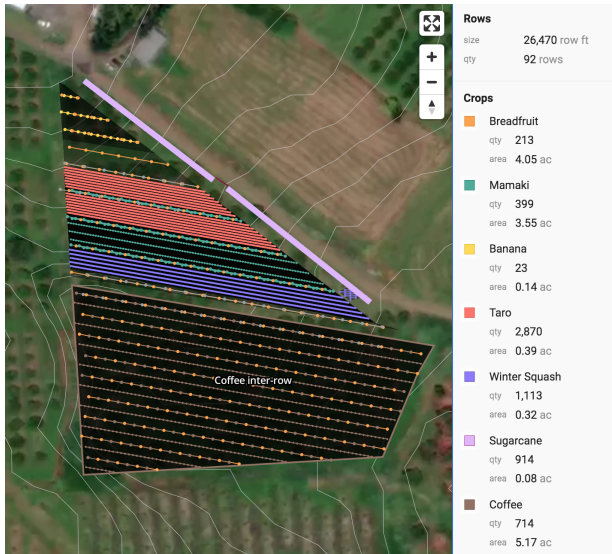 Rows
size 26,470 row ft
qty 92 rows
Crops
Breadfruit
qty 213
area 4.05 ac
Mamaki
qty 399
area 3.55 ac
Banana
qty 23
area 0.14 ac
Taro
qty 2,870
area 0.39 ac
Winter Squash
qty 1,113
area 0.32 ac
Sugarcane
qty 914
area 0.08 ac
Coffee
qty 714
area 5.17 ac
Coffee inter-row